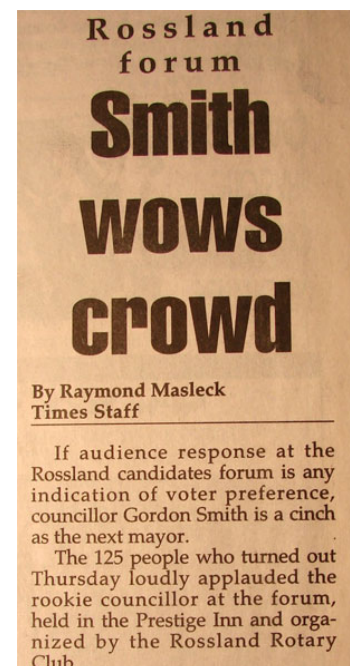 Rossland
forum
Smith
wows
crowd
By Raymond Masleck
Times Staff
If audience response at the
Rossland candidates forum is any
indication of voter preference,
councillor Gordon Smith is a cinch
as the next mayor.
The 125 people who turned out
Thursday loudly applauded the
rookie councillor at the forum,
held in the Prestige Inn and orga-
nized by the Rossland Rotary
Club